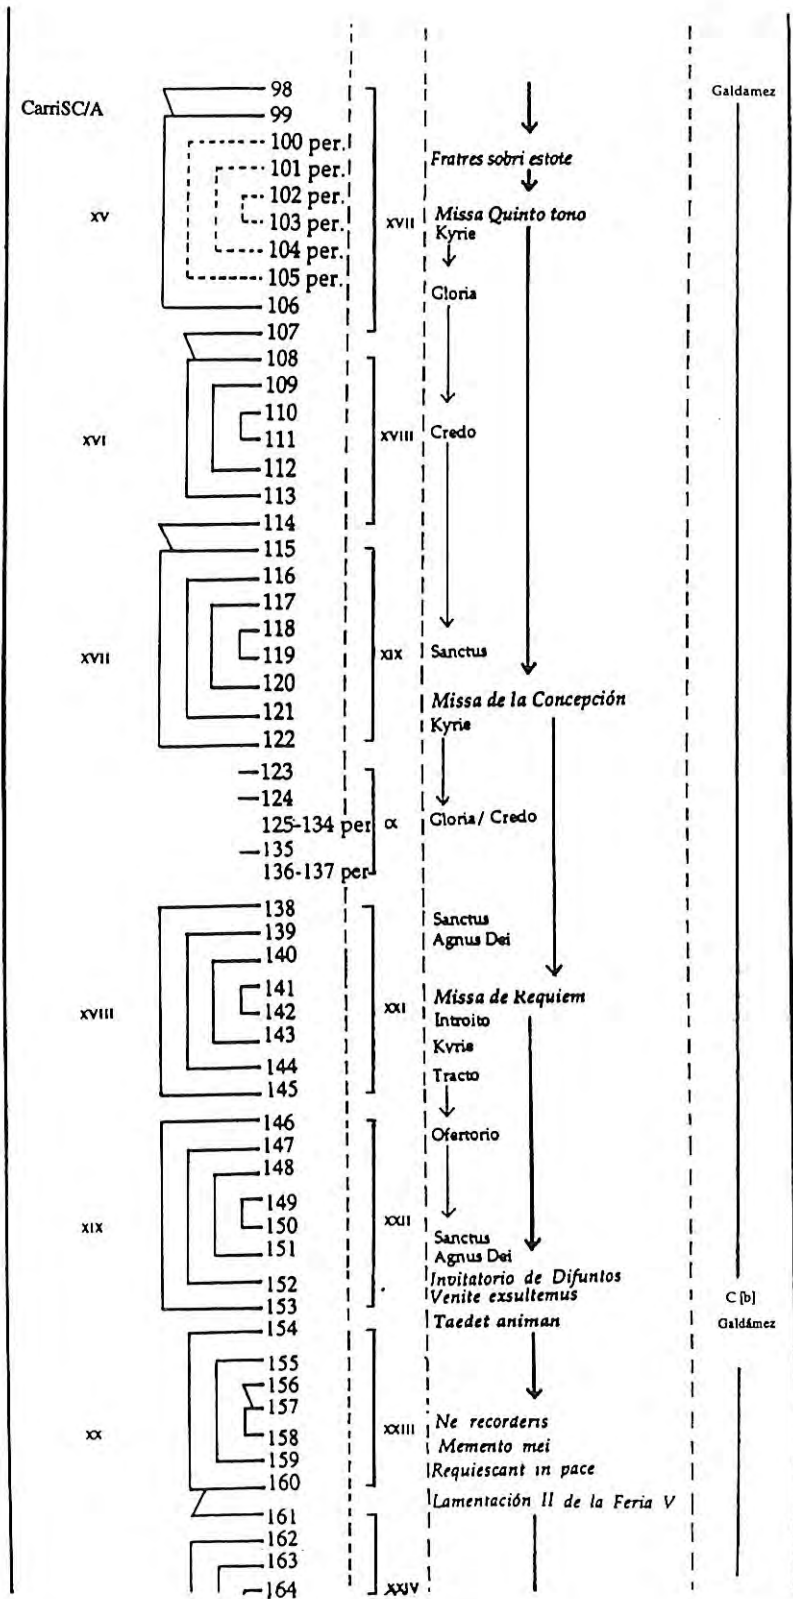 98 Galdamez
CarriSC/A 99
100 per.
Fratres sobri estote
101 per.
102 per.
XV 103 per. XVII Missa Quinto tono
Kyrie
104 per.
105 per.
Gloria
106
107
108
109
110
XVI 111 XVIII Credo
112
113
114
115
116
117
118
XVII 119 XIX Sanctus
120
Missa de la Concepción
121
Kyrie
122
123
124
125-134 per α Gloria / Credo
135
136-137 per
138
Sanctus
139
Agnus Dei
140
141
Missa de Requiem
XVIII 142 XXI
Introito
143
Kyrie
144
Tracto
145
146
Ofertorio
147
148
149
XIX 150 XXII
Sanctus
151
Agnus Dei
Invitatorio de Difuntos
152
Venite exsultemus C [b]
153
Taedet animan Galdámez
154
155
156
157
Ne recorderis
XX 158 XXIII
Memento mei
159
Requiescant in pace
160
Lamentación II de la Feria V
161
162
163
164 XXIV